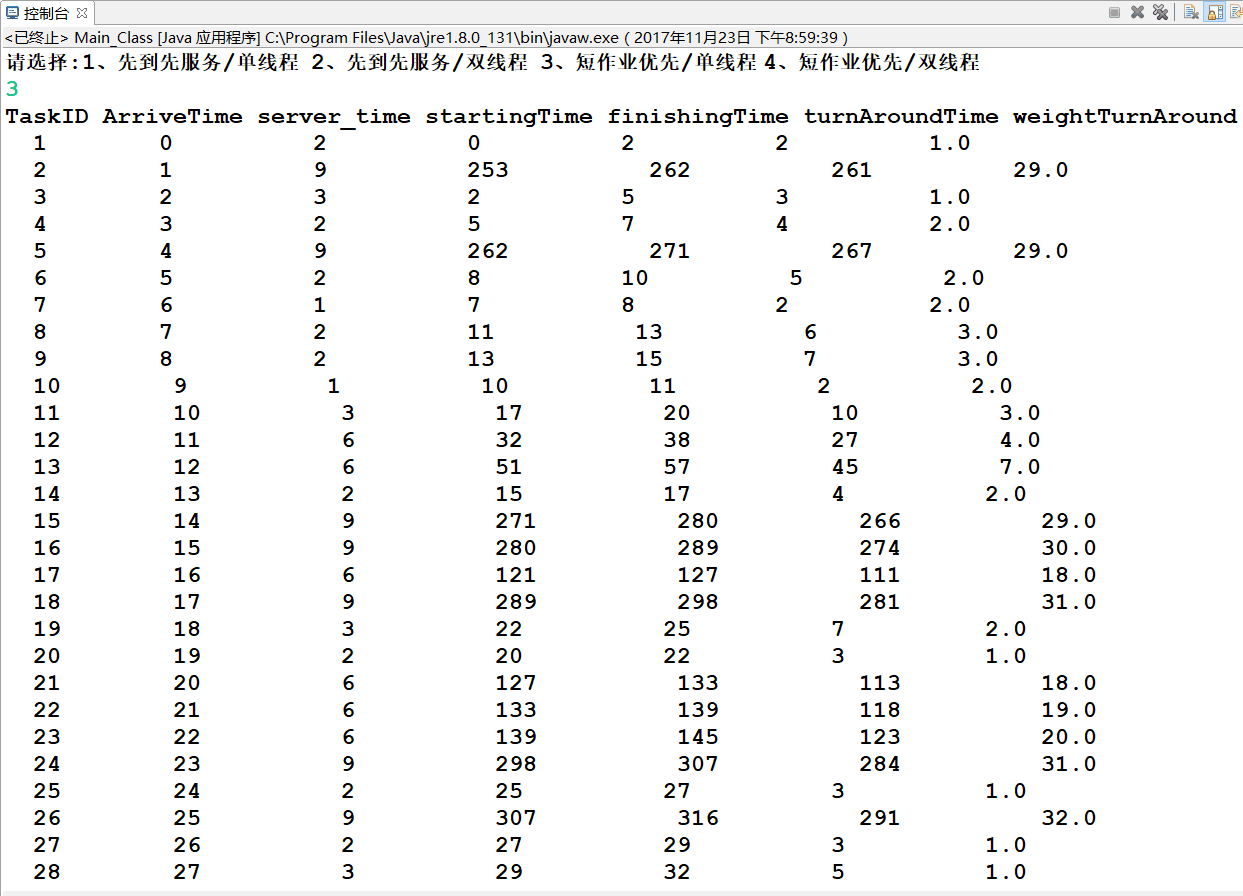 控制台
<已终止> Main_Class [Java 应用程序] C:\Program Files\Java\jre1.8.0_131\bin\javaw.exe ( 2017年11月23日 下午8:59:39 )
请选择:1、先到先服务/单线程 2、先到先服务/双线程 3、短作业优先/单线程 4、短作业优先/双线程
3
TaskID ArriveTime server_time startingTime finishingTime turnAroundTime weightTurnAround
1 0 2 0 2 2 1.0
2 1 9 253 262 261 29.0
3 2 3 2 5 3 1.0
4 3 2 5 7 4 2.0
5 4 9 262 271 267 29.0
6 5 2 8 10 5 2.0
7 6 1 7 8 2 2.0
8 7 2 11 13 6 3.0
9 8 2 13 15 7 3.0
10 9 1 10 11 2 2.0
11 10 3 17 20 10 3.0
12 11 6 32 38 27 4.0
13 12 6 51 57 45 7.0
14 13 2 15 17 4 2.0
15 14 9 271 280 266 29.0
16 15 9 280 289 274 30.0
17 16 6 121 127 111 18.0
18 17 9 289 298 281 31.0
19 18 3 22 25 7 2.0
20 19 2 20 22 3 1.0
21 20 6 127 133 113 18.0
22 21 6 133 139 118 19.0
23 22 6 139 145 123 20.0
24 23 9 298 307 284 31.0
25 24 2 25 27 3 1.0
26 25 9 307 316 291 32.0
27 26 2 27 29 3 1.0
28 27 3 29 32 5 1.0